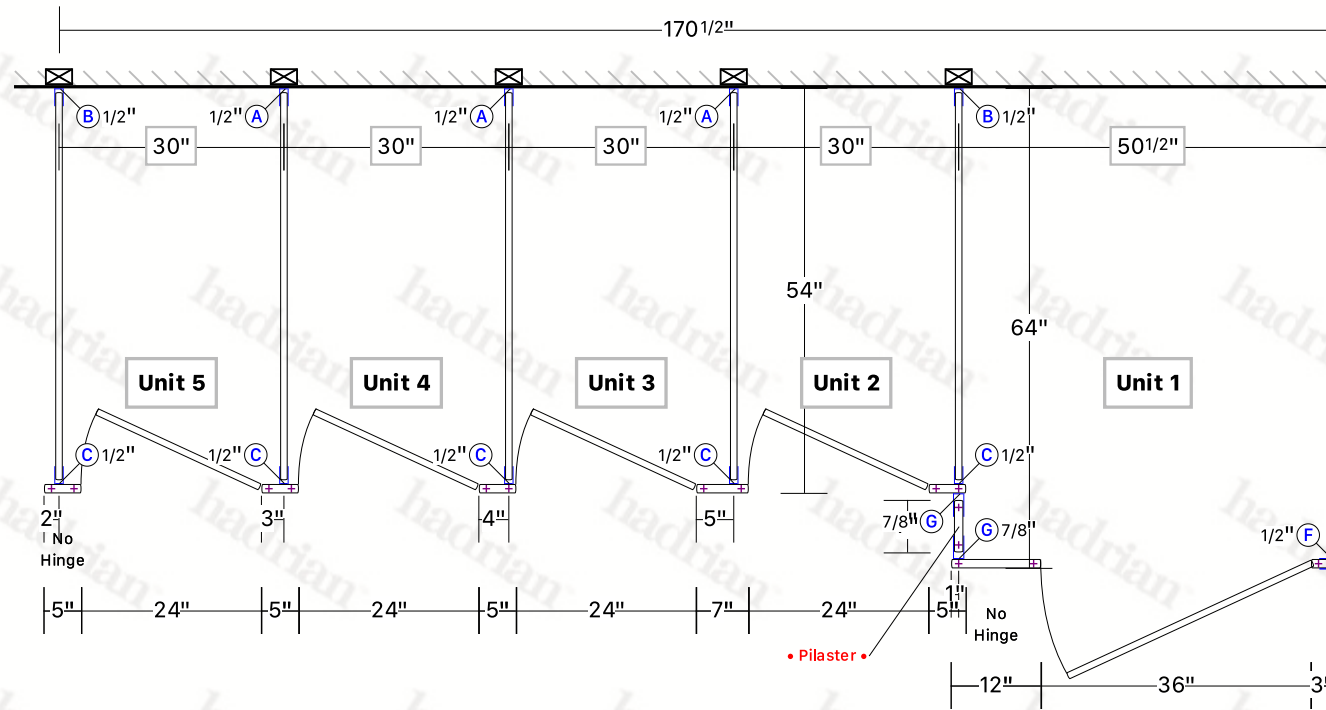 170 1/2"
B 1/2" 1/2" A 1/2" A 1/2" A B 1/2"
30" 30" 30" 30" 50 1/2"
54"
64"
Unit 5 Unit 4 Unit 3 Unit 2 Unit 1
C 1/2" 1/2" C 1/2" C 1/2" C C 1/2"
2" 3" 4" 5" 7/8" G G 7/8" 1/2" F
No
Hinge
1"
5" 24" 5" 24" 5" 24" 7" 24" 5"
No
Hinge
• Pilaster •
12" 36" 3"
hadrian